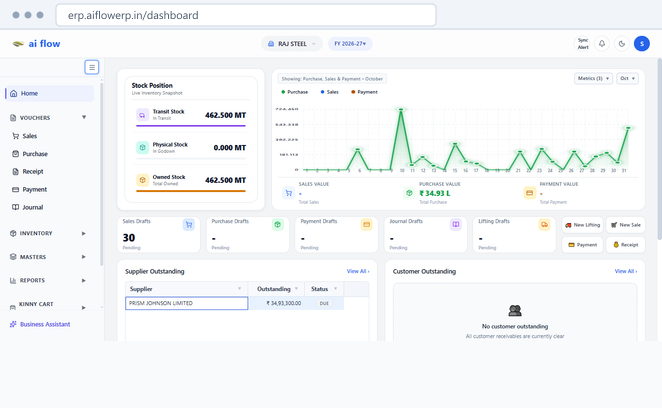 erp.aiflowerp.in/dashboard
ai flow
RAJ STEEL
FY 2026-27
Sync
Alert
S
Home
VOUCHERS
Sales
Purchase
Receipt
Payment
Journal
INVENTORY
MASTERS
REPORTS
KINNY CART
Business Assistant
Stock Position
Live Inventory Snapshot
Transit Stock
In Transit
462.500 MT
Physical Stock
In Godown
0.000 MT
Owned Stock
Total Owned
462.500 MT
Showing: Purchase, Sales & Payment • October
Metrics (3)
Oct
Purchase
Sales
Payment
SALES VALUE
-
Total Sales
PURCHASE VALUE
₹ 34.93 L
Total Purchase
PAYMENT VALUE
-
Total Payment
Sales Drafts
30
Pending
Purchase Drafts
-
Pending
Payment Drafts
-
Pending
Journal Drafts
-
Pending
Lifting Drafts
-
Pending
New Lifting
New Sale
Payment
Receipt
Supplier Outstanding
View All ›
Supplier
Outstanding
Status
PRISM JOHNSON LIMITED
₹ 34,93,300.00
DUE
Customer Outstanding
View All ›
No customer outstanding
All customer receivables are currently clear